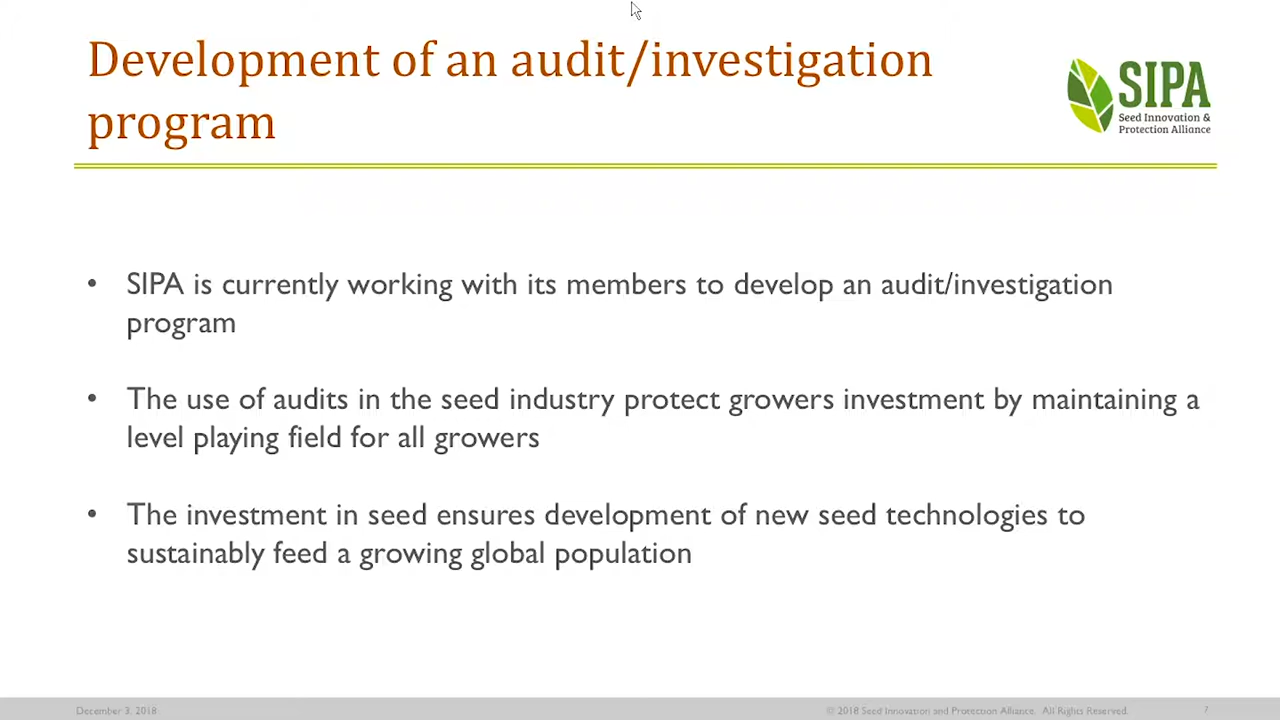 Development of an audit/investigation
program
SIPA
Seed Innovation &
Protection Alliance
• SIPA is currently working with its members to develop an audit/investigation
program
• The use of audits in the seed industry protect growers investment by maintaining a
level playing field for all growers
• The investment in seed ensures development of new seed technologies to
sustainably feed a growing global population
December 3, 2018
© 2018 Seed Innovation and Protection Alliance. All Rights Reserved.
7